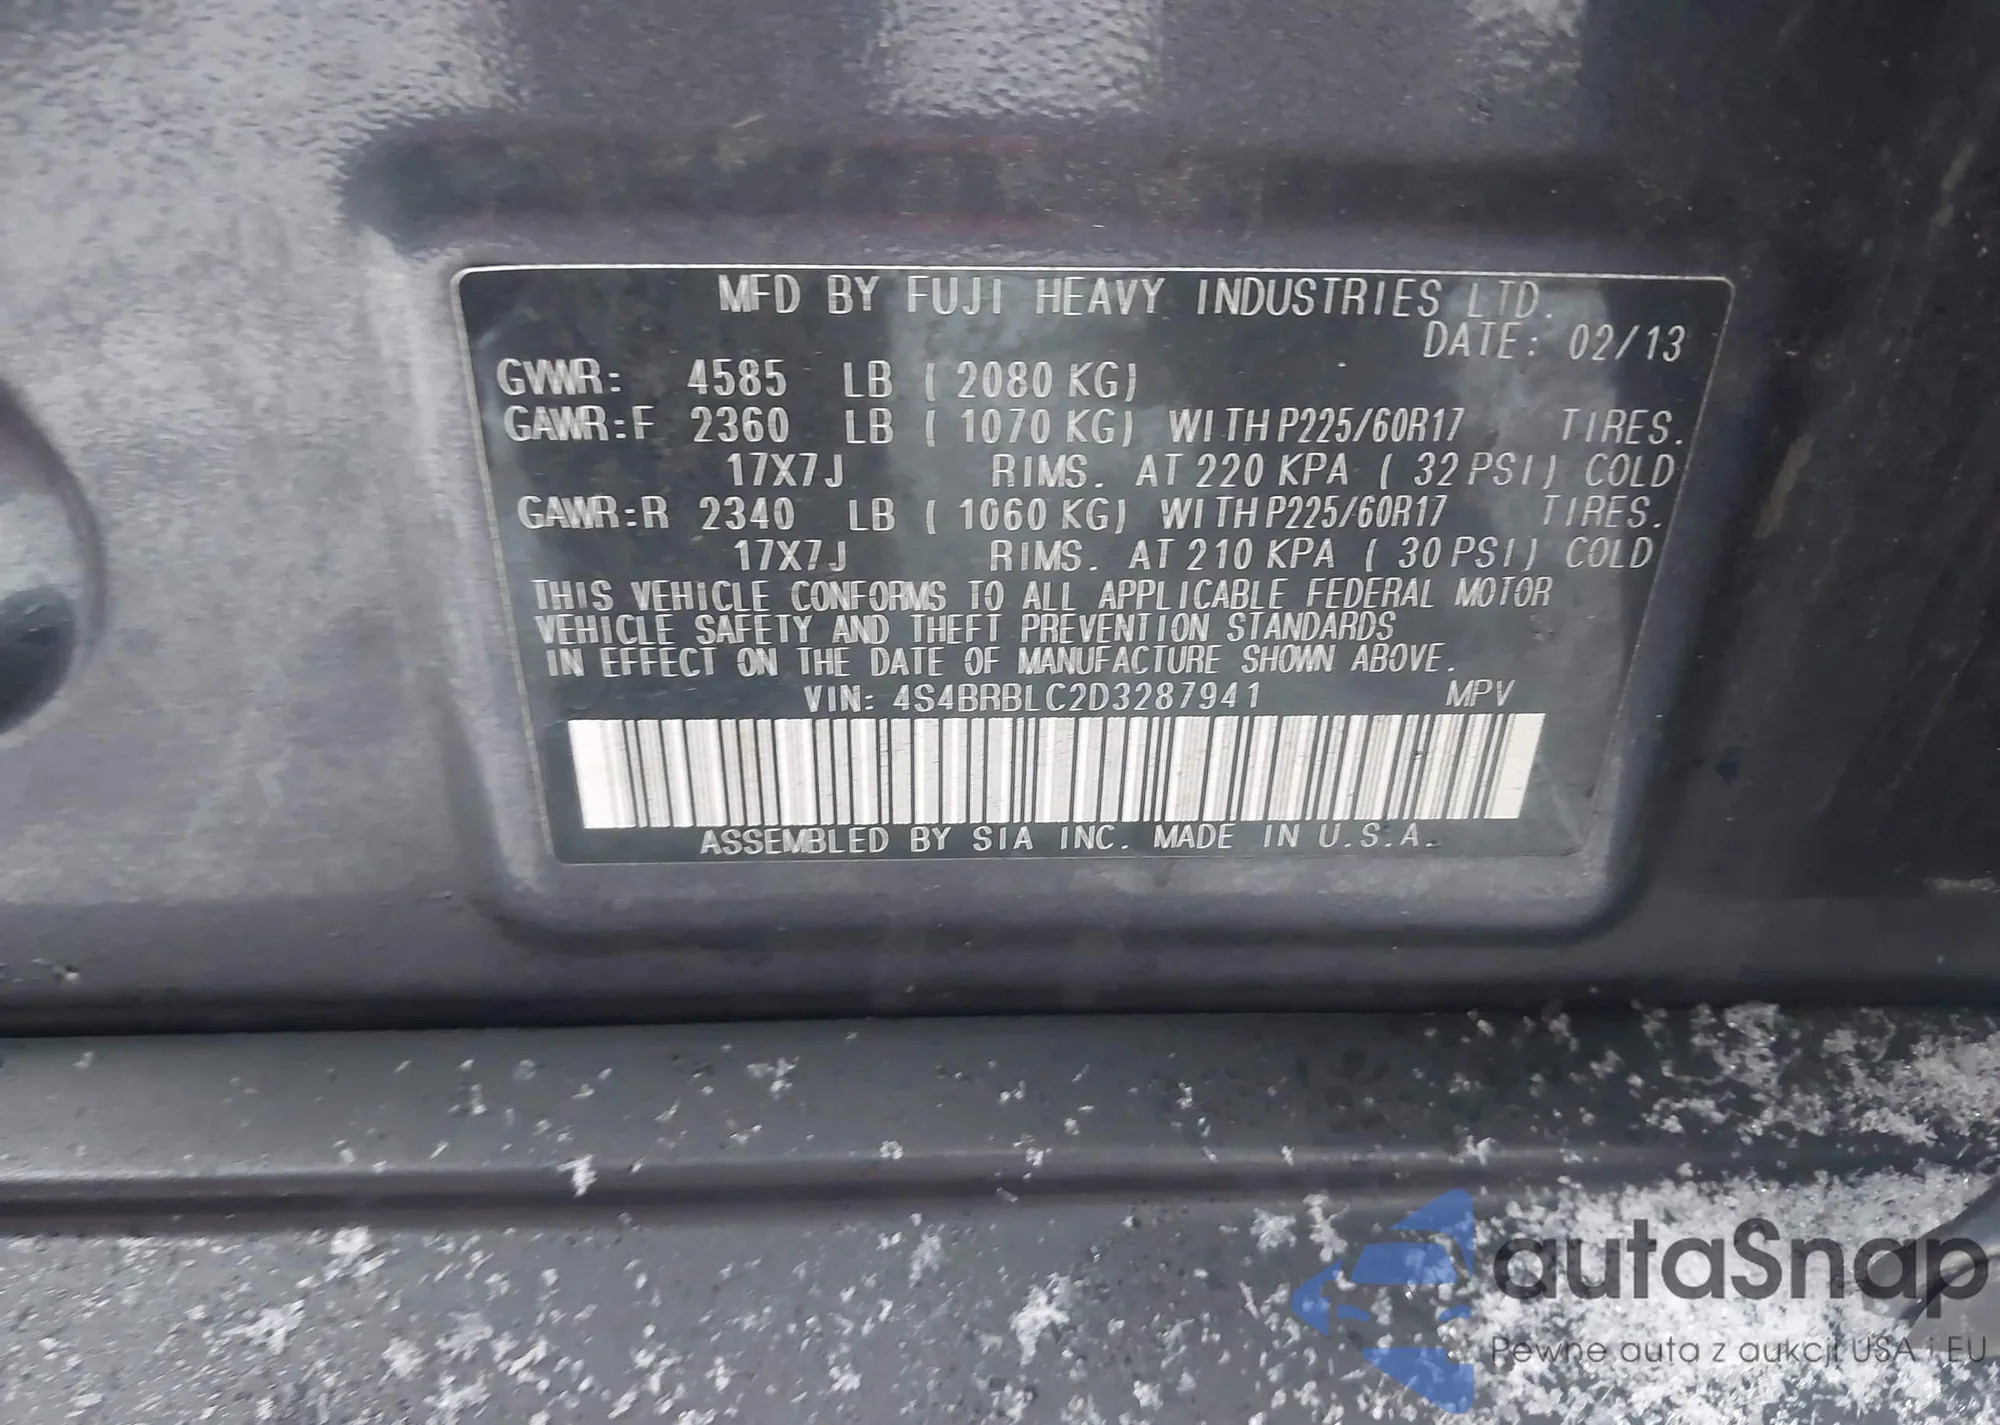 MFD BY FUJI HEAVY INDUSTRIES LTD.
DATE: 02/13
GVWR: 4585 LB ( 2080 KG)
GAWR:F 2360 LB ( 1070 KG) WITH P225/60R17 TIRES.
17X7J RIMS. AT 220 KPA ( 32 PSI) COLD
GAWR:R 2340 LB ( 1060 KG) WITH P225/60R17 TIRES.
17X7J RIMS. AT 210 KPA ( 30 PSI) COLD
THIS VEHICLE CONFORMS TO ALL APPLICABLE FEDERAL MOTOR
VEHICLE SAFETY AND THEFT PREVENTION STANDARDS
IN EFFECT ON THE DATE OF MANUFACTURE SHOWN ABOVE.
VIN: 4S4BRBLC2D3287941 MPV
ASSEMBLED BY SIA INC. MADE IN U.S.A.
autaSnap
Pewne auta z aukcji USA i EU